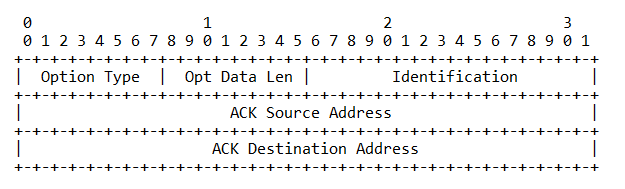 0                   1                   2                   3
 0 1 2 3 4 5 6 7 8 9 0 1 2 3 4 5 6 7 8 9 0 1 2 3 4 5 6 7 8 9 0 1
+-+-+-+-+-+-+-+-+-+-+-+-+-+-+-+-+-+-+-+-+-+-+-+-+-+-+-+-+-+-+-+-+
|  Option Type  |  Opt Data Len |         Identification        |
+-+-+-+-+-+-+-+-+-+-+-+-+-+-+-+-+-+-+-+-+-+-+-+-+-+-+-+-+-+-+-+-+
|                       ACK Source Address                      |
+-+-+-+-+-+-+-+-+-+-+-+-+-+-+-+-+-+-+-+-+-+-+-+-+-+-+-+-+-+-+-+-+
|                     ACK Destination Address                   |
+-+-+-+-+-+-+-+-+-+-+-+-+-+-+-+-+-+-+-+-+-+-+-+-+-+-+-+-+-+-+-+-+